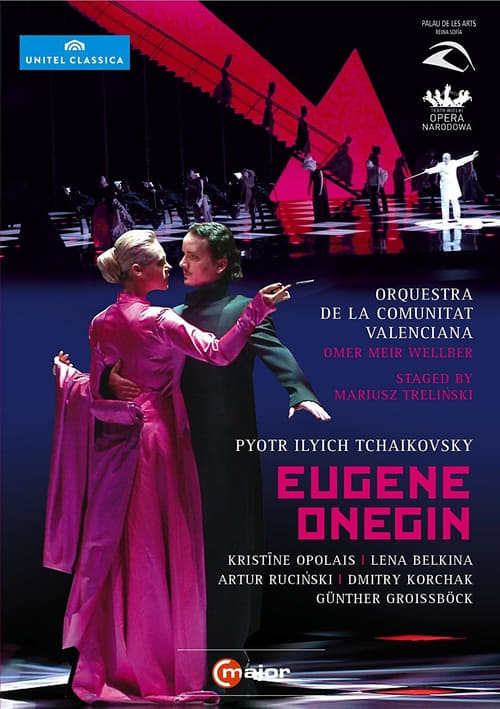 UNITEL CLASSICA
PALAU DE LES ARTS
REINA SOFÍA
TEATR WIELKI
OPERA
NARODOWA
ORQUESTRA
DE LA COMUNITAT
VALENCIANA
OMER MEIR WELLBER
STAGED BY
MARIUSZ TRELIŃSKI
PYOTR ILYICH TCHAIKOVSKY
EUGENE
ONEGIN
KRISTĪNE OPOLAIS | LENA BELKINA
ARTUR RUCIŃSKI | DMITRY KORCHAK
GÜNTHER GROISSBÖCK
C major